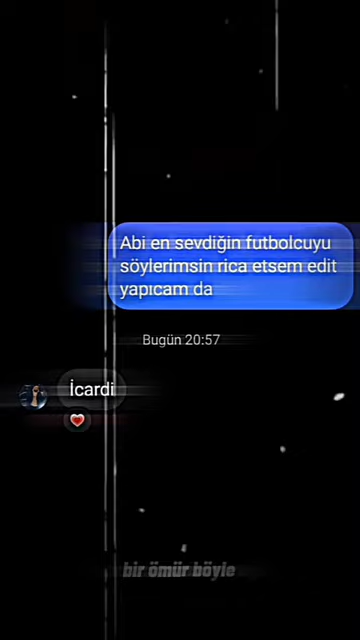 Abi en sevdiğin futbolcuyu
söylerimsin rica etsem edit
yapıcam da
Bugün 20:57
İcardi
bir ömür böyle